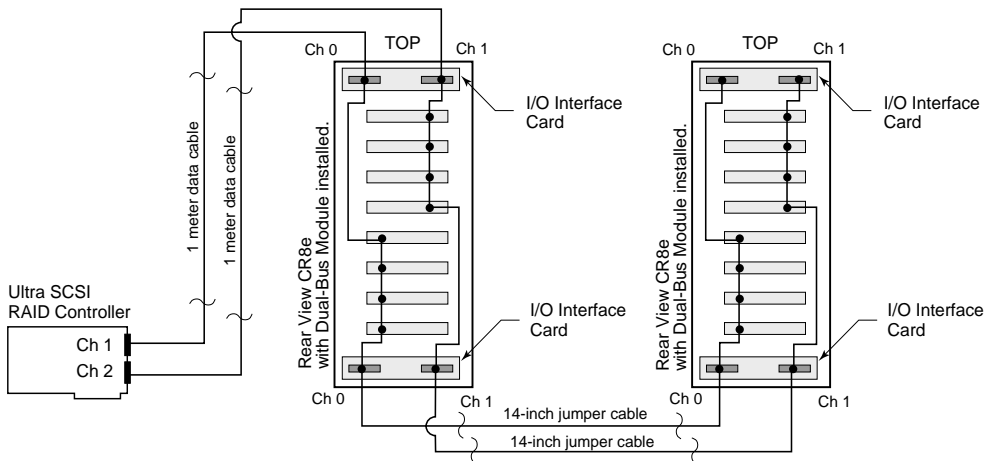 Ch 0
TOP
Ch 1
Ch 0
TOP
Ch 1
I/O Interface
Card
I/O Interface
Card
1 meter data cable
1 meter data cable
Rear View CR8e
with Dual-Bus Module installed.
Rear View CR8e
with Dual-Bus Module installed.
Ultra SCSI
RAID Controller
Ch 1
Ch 2
I/O Interface
Card
I/O Interface
Card
Ch 0
Ch 1
Ch 0
Ch 1
14-inch jumper cable
14-inch jumper cable